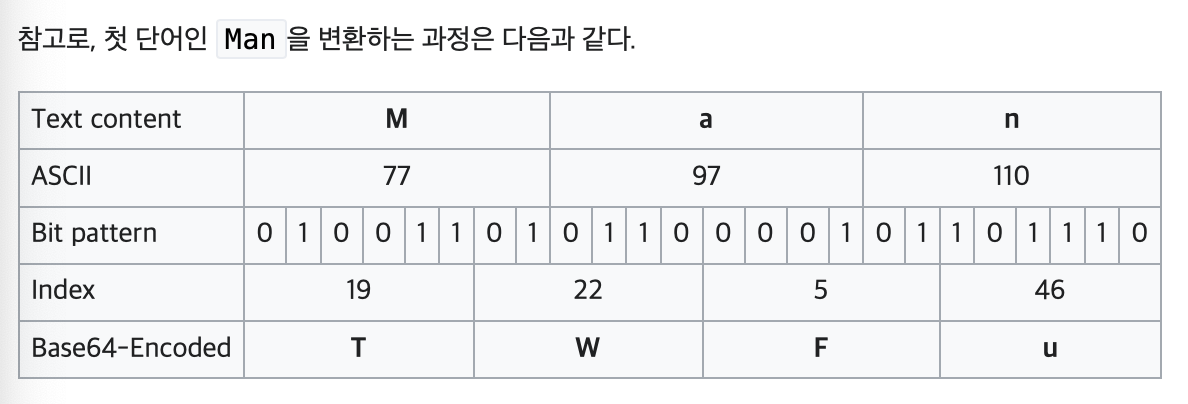 참고로, 첫 단어인 Man을 변환하는 과정은 다음과 같다.
Text content M a n
ASCII 77 97 110
Bit pattern 0 1 0 0 1 1 0 1 0 1 1 0 0 0 0 1 0 1 1 0 1 1 1 0
Index 19 22 5 46
Base64-Encoded T W F u